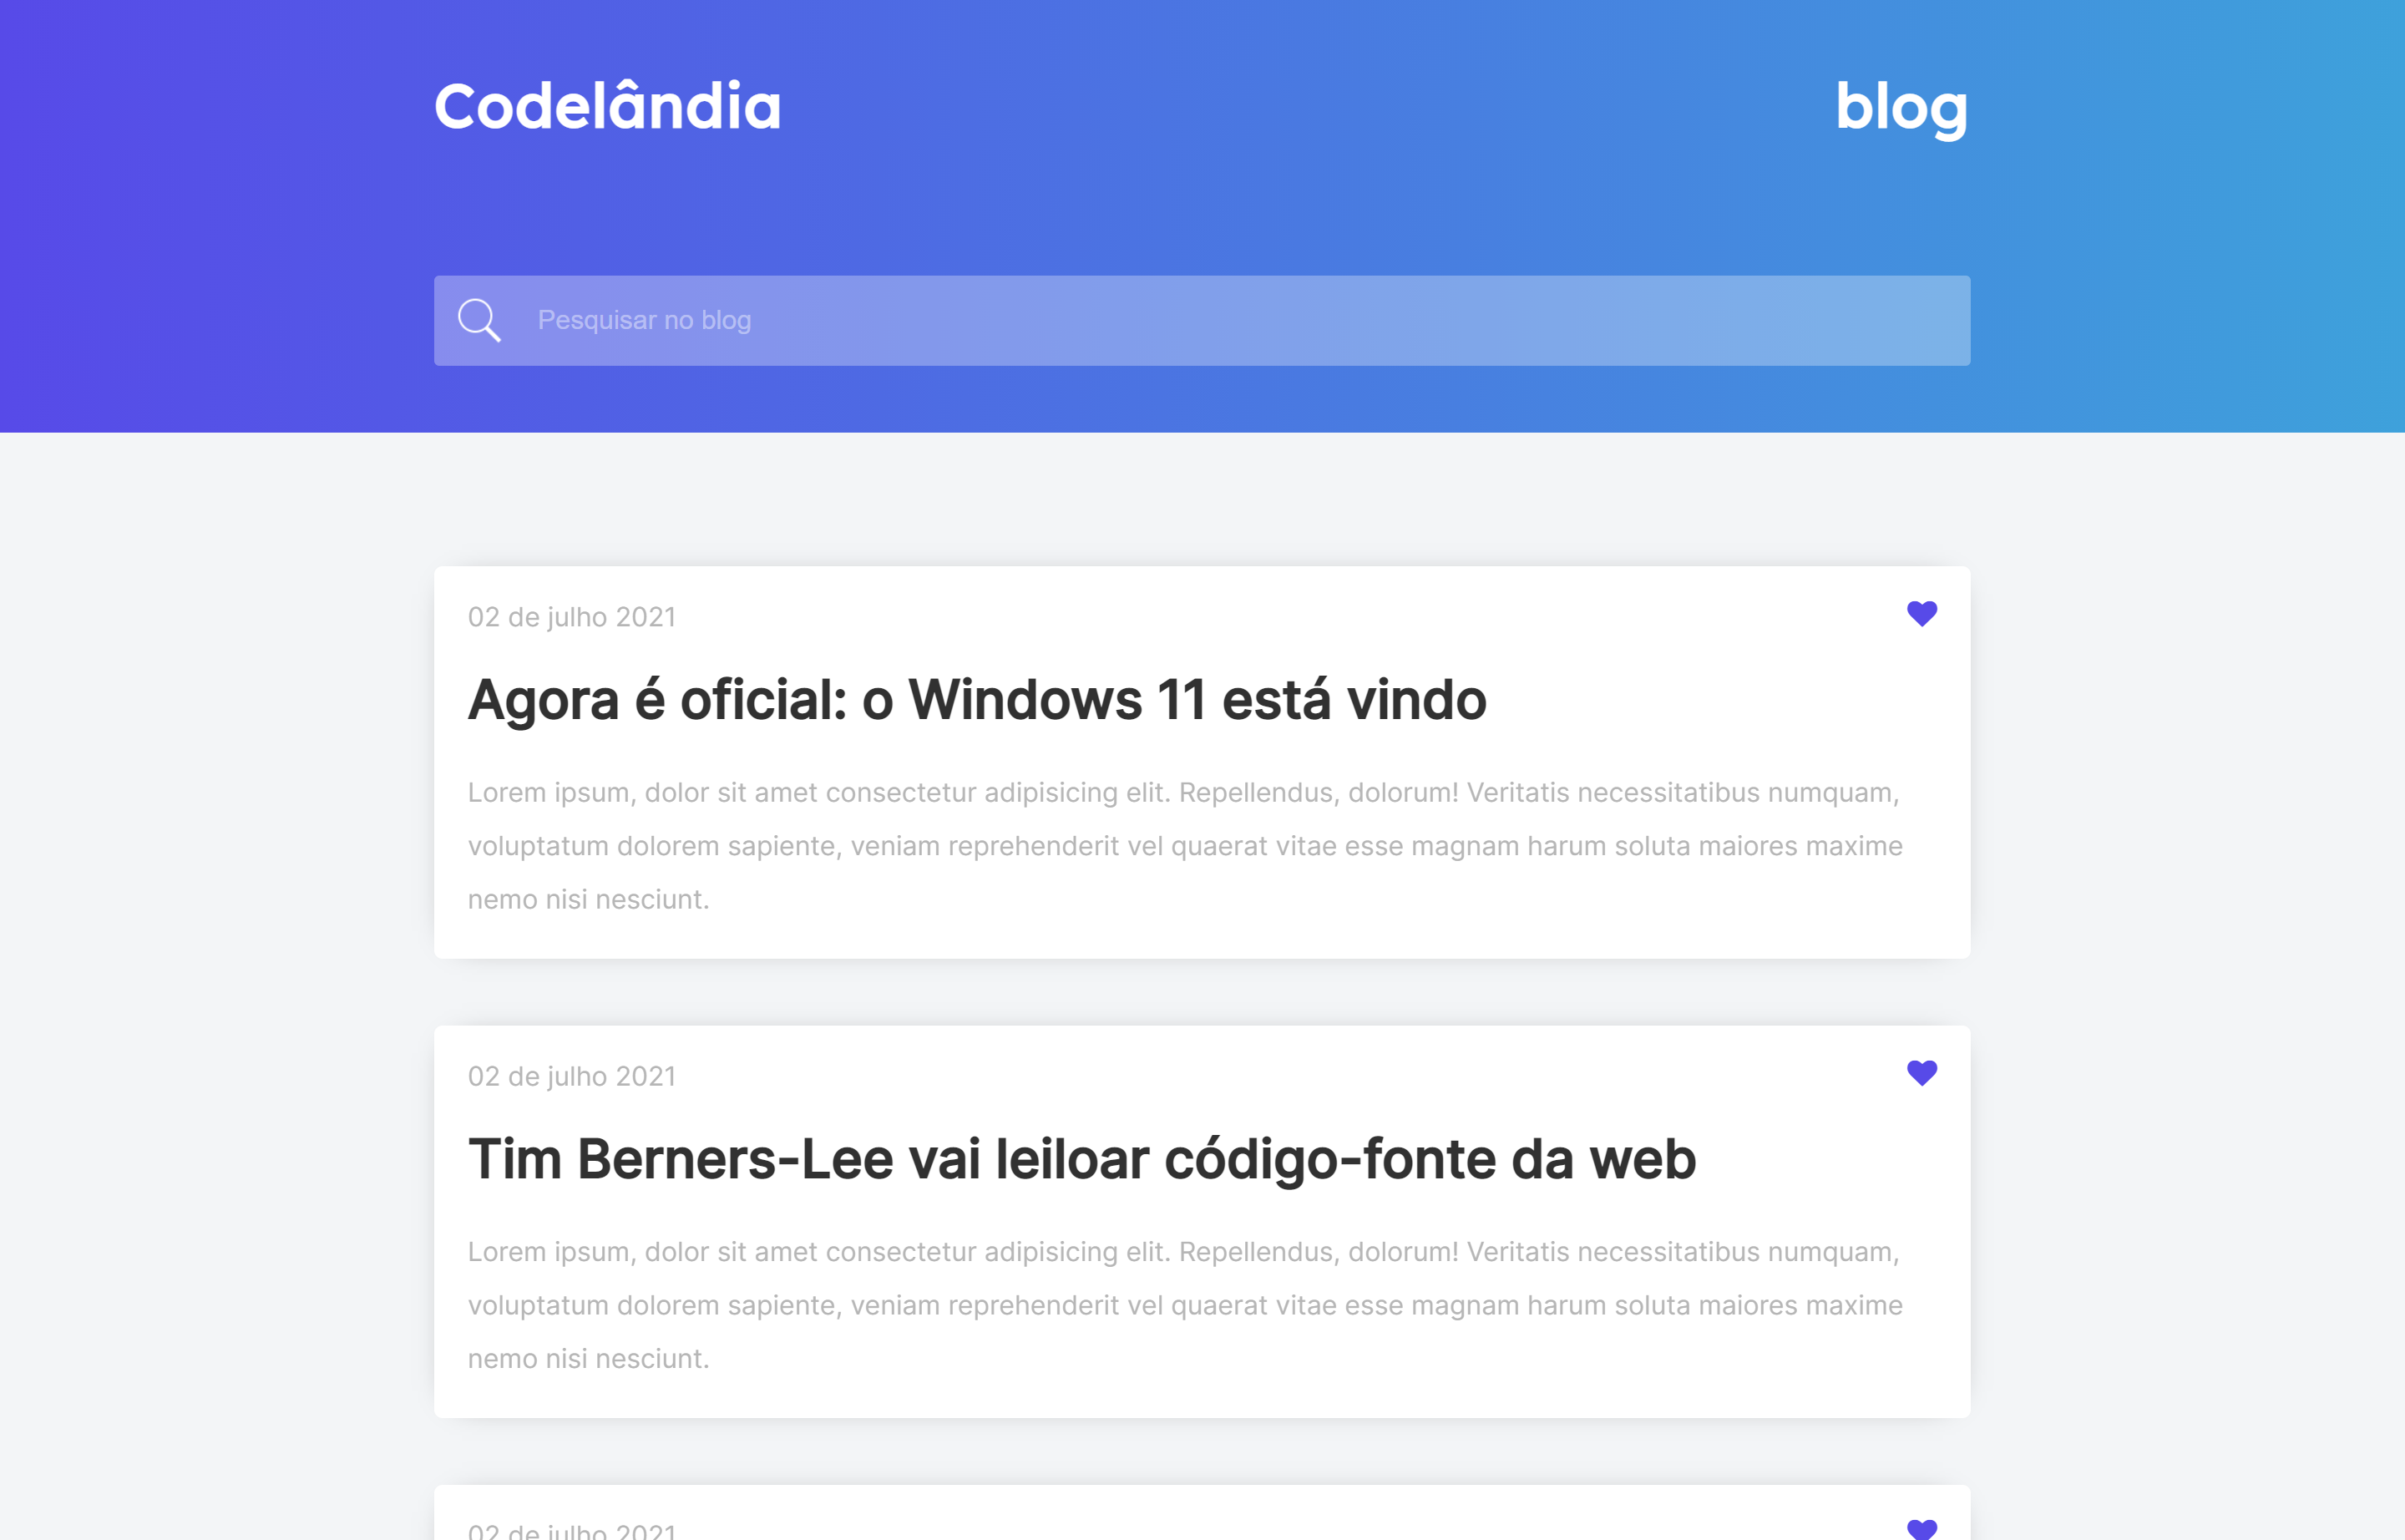 Codelândia
blog
Pesquisar no blog
02 de julho 2021
Agora é oficial: o Windows 11 está vindo
Lorem ipsum, dolor sit amet consectetur adipisicing elit. Repellendus, dolorum! Veritatis necessitatibus numquam,
voluptatum dolorem sapiente, veniam reprehenderit vel quaerat vitae esse magnam harum soluta maiores maxime
nemo nisi nesciunt.
02 de julho 2021
Tim Berners-Lee vai leiloar código-fonte da web
Lorem ipsum, dolor sit amet consectetur adipisicing elit. Repellendus, dolorum! Veritatis necessitatibus numquam,
voluptatum dolorem sapiente, veniam reprehenderit vel quaerat vitae esse magnam harum soluta maiores maxime
nemo nisi nesciunt.
02 de julho 2021